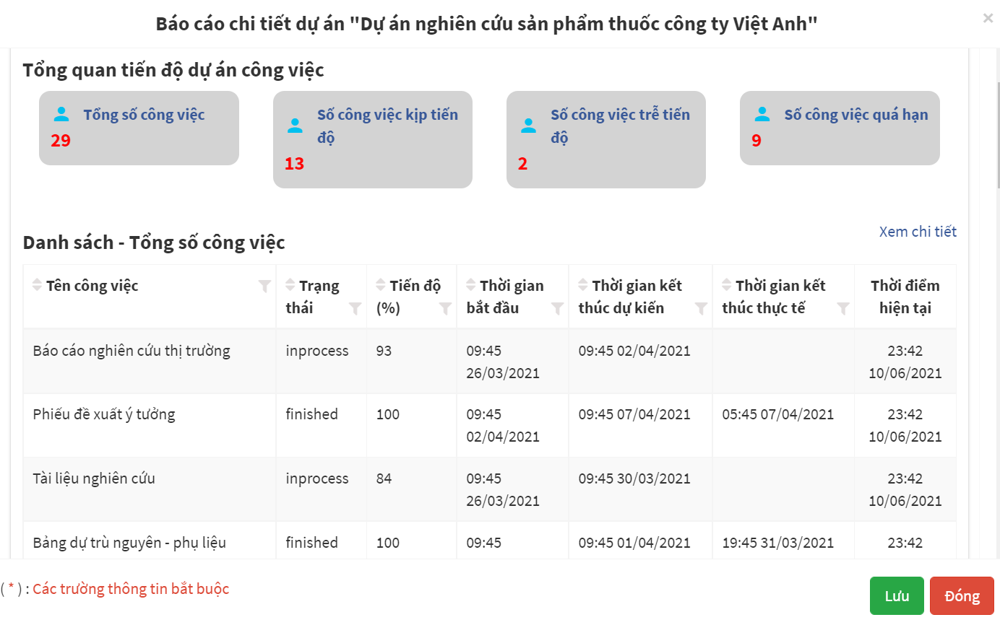 Báo cáo chi tiết dự án "Dự án nghiên cứu sản phẩm thuốc công ty Việt Anh"
×
Tổng quan tiến độ dự án công việc
Tổng số công việc
29
Số công việc kịp tiến
độ
13
Số công việc trễ tiến
độ
2
Số công việc quá hạn
9
Xem chi tiết
Danh sách - Tổng số công việc
Tên công việc
Trạng
thái
Tiến độ
(%)
Thời gian
bắt đầu
Thời gian kết
thúc dự kiến
Thời gian kết
thúc thực tế
Thời điểm
hiện tại
Báo cáo nghiên cứu thị trường
inprocess
93
09:45
26/03/2021
09:45 02/04/2021
23:42
10/06/2021
Phiếu đề xuất ý tưởng
finished
100
09:45
02/04/2021
09:45 07/04/2021
05:45 07/04/2021
23:42
10/06/2021
Tài liệu nghiên cứu
inprocess
84
09:45
26/03/2021
09:45 30/03/2021
23:42
10/06/2021
Bảng dự trù nguyên - phụ liệu
finished
100
09:45
09:45 01/04/2021
19:45 31/03/2021
23:42
( * ) : Các trường thông tin bắt buộc
Lưu
Đóng